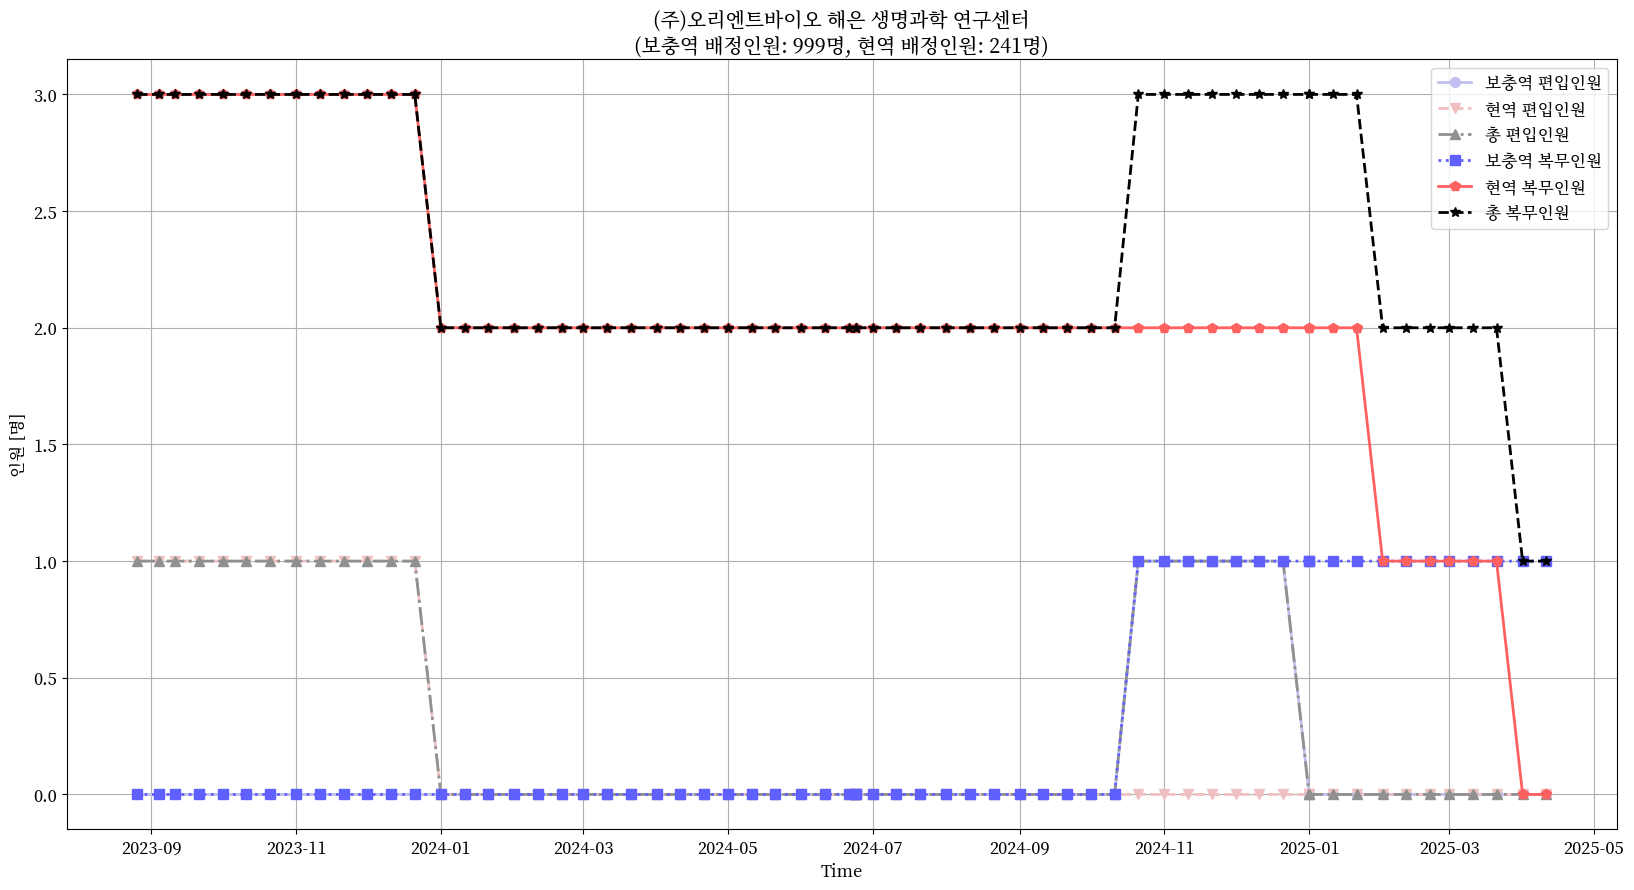 (주)오리엔트바이오 해은 생명과학 연구센터
(보충역 배정인원: 999명, 현역 배정인원: 241명)
보충역 편입인원
현역 편입인원
총 편입인원
보충역 복무인원
현역 복무인원
총 복무인원
3.0
2.5
2.0
1.5
1.0
0.5
0.0
인원 [명]
2023-09
2023-11
2024-01
2024-03
2024-05
2024-07
2024-09
2024-11
2025-01
2025-03
2025-05
Time